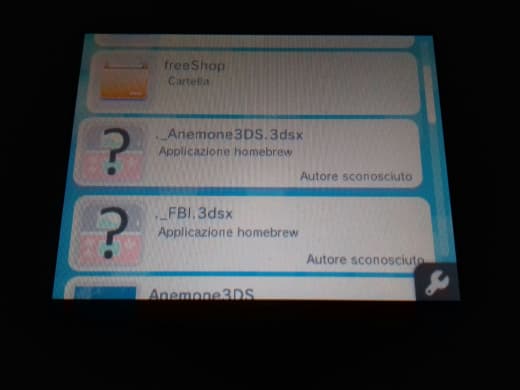 freeShop
Cartella
._Anemone3DS.3dsx
Applicazione homebrew
Autore sconosciuto
._FBI.3dsx
Applicazione homebrew
Autore sconosciuto
Anemone3DS